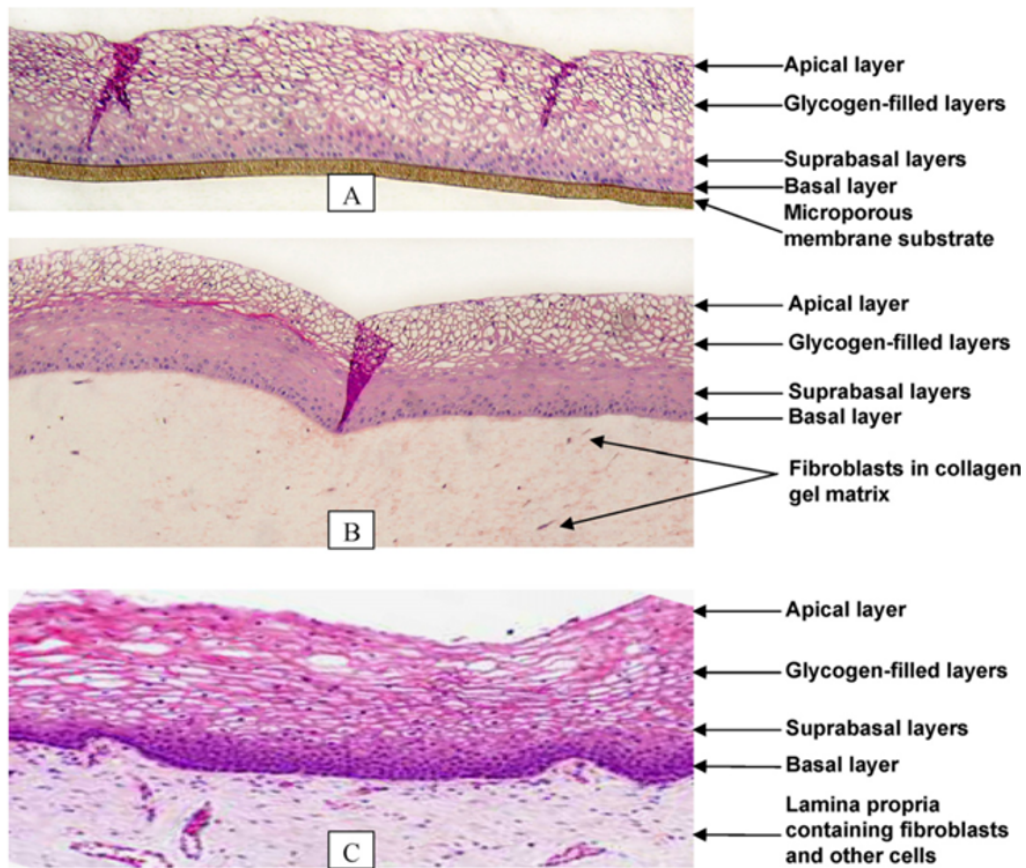 Apical layer
Glycogen-filled layers
Suprabasal layers
Basal layer
Microporous
membrane substrate
A
Apical layer
Glycogen-filled layers
Suprabasal layers
Basal layer
Fibroblasts in collagen
gel matrix
B
Apical layer
Glycogen-filled layers
Suprabasal layers
Basal layer
Lamina propria
containing fibroblasts
and other cells
C